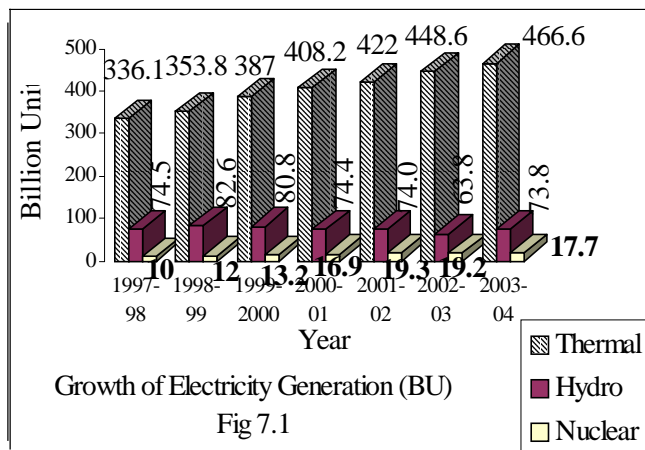 Billion Uni
500
400
300
200
100
0
336.1 353.8 387 408.2 422 448.6 466.6
74.5 82.6 80.8 74.4 74.0 63.8 73.8
10 12 13.2 16.9 19.3 19.2 17.7
1997- 1998- 1999- 2000- 2001- 2002- 2003-
98 99 2000 01 02 03 04
Year
Thermal
Hydro
Nuclear
Growth of Electricity Generation (BU)
Fig 7.1